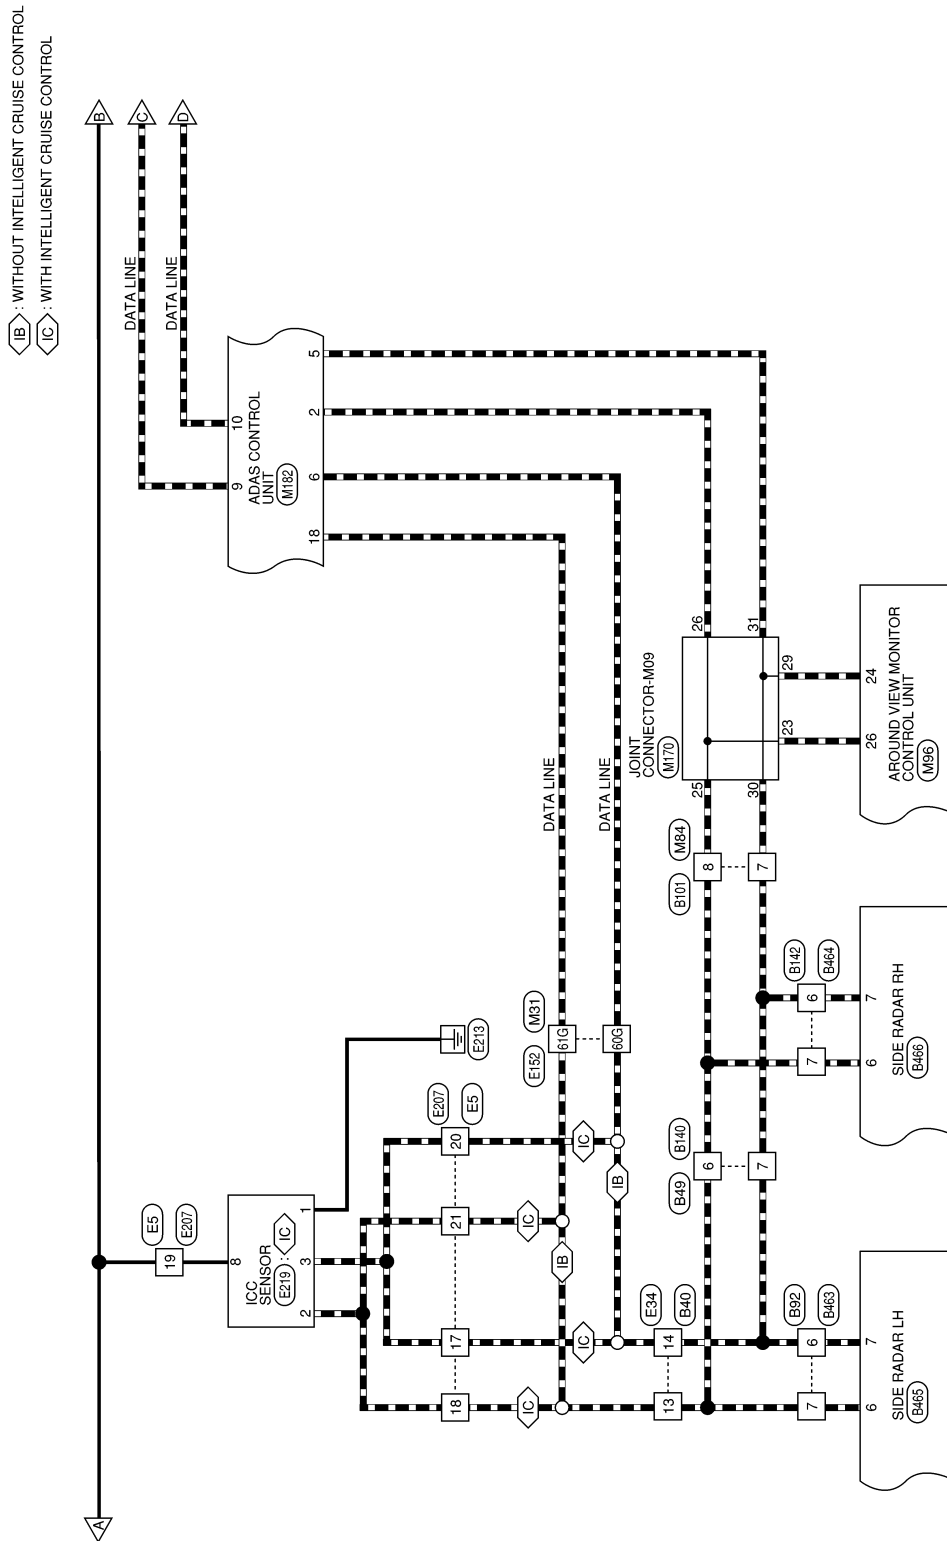 IB : WITHOUT INTELLIGENT CRUISE CONTROL
IC : WITH INTELLIGENT CRUISE CONTROL
A
B
C
D
DATA LINE
DATA LINE
E5
E207
19
8
ICC
SENSOR
E219 : IC
2
3
1
E213
10
9
ADAS CONTROL
UNIT
M182
18
6
2
5
E207
E5
18
17
21
20
IC
IC
IC
IC
IB
IB
E152
M31
61G
60G
DATA LINE
DATA LINE
E34
B40
13
14
B49
B140
6
7
B101
M84
8
7
JOINT
CONNECTOR-M09
M170
25
26
30
31
23
29
B92
B463
7
6
6
7
SIDE RADAR LH
B465
B142
B464
7
6
6
7
SIDE RADAR RH
B466
26
24
AROUND VIEW MONITOR
CONTROL UNIT
M96